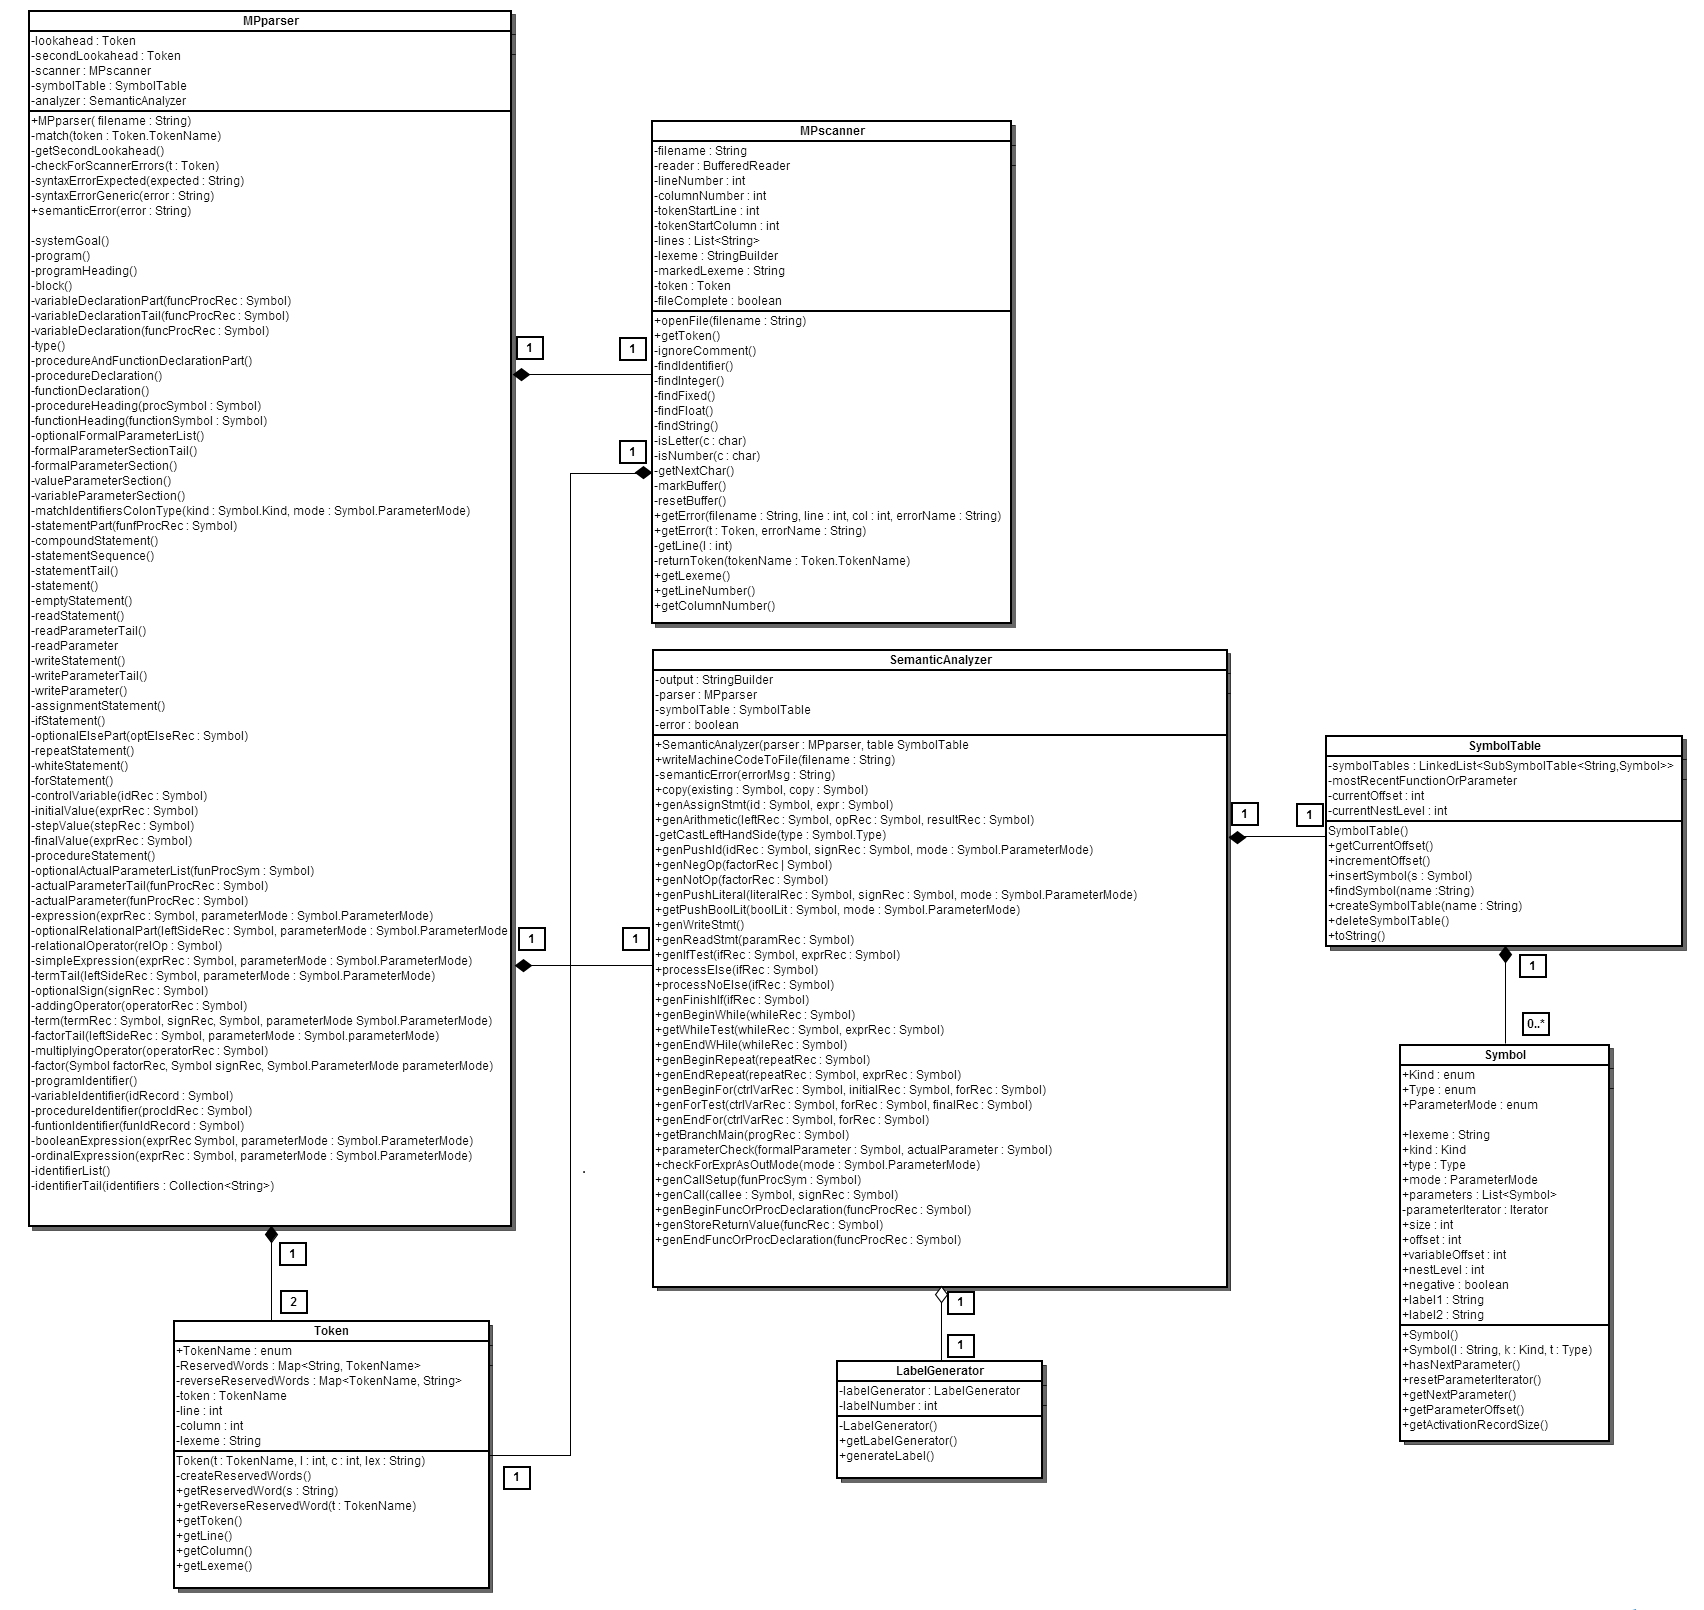 MPparser
-lookahead : Token
-secondLookahead : Token
-scanner : MPscanner
-symbolTable : SymbolTable
-analyzer : SemanticAnalyzer
+MPparser( filename : String)
-match(token : Token.TokenName)
-getSecondLookahead()
-checkForScannerErrors(t : Token)
-syntaxErrorExpected(expected : String)
-syntaxErrorGeneric(error : String)
+semanticError(error : String)
-systemGoal()
-program()
-programHeading()
-block()
-variableDeclarationPart(funcProcRec : Symbol)
-variableDeclarationTail(funcProcRec : Symbol)
-variableDeclaration(funcProcRec : Symbol)
-type()
-procedureAndFunctionDeclarationPart()
-procedureDeclaration()
-functionDeclaration()
-procedureHeading(procSymbol : Symbol)
-functionHeading(functionSymbol : Symbol)
-optionalFormalParameterList()
-formalParameterSectionTail()
-formalParameterSection()
-valueParameterSection()
-variableParameterSection()
-matchIdentifiersColonType(kind : Symbol.Kind, mode : Symbol.ParameterMode)
-statementPart(funfProcRec : Symbol)
-compoundStatement()
-statementSequence()
-statementTail()
-statement()
-emptyStatement()
-readStatement()
-readParameterTail()
-readParameter
-writeStatement()
-writeParameterTail()
-writeParameter()
-assignmentStatement()
-ifStatement()
-optionalElsePart(optElseRec : Symbol)
-repeatStatement()
-whiteStatement()
-forStatement()
-controlVariable(idRec : Symbol)
-initialValue(exprRec : Symbol)
-stepValue(stepRec : Symbol)
-finalValue(exprRec : Symbol)
-procedureStatement()
-optionalActualParameterList(funProcSym : Symbol)
-actualParameterTail(funProcRec : Symbol)
-actualParameter(funProcRec : Symbol)
-expression(exprRec : Symbol, parameterMode : Symbol.ParameterMode)
-optionalRelationalPart(leftSideRec : Symbol, parameterMode : Symbol.ParameterMode
-relationalOperator(relOp : Symbol)
-simpleExpression(exprRec : Symbol, parameterMode : Symbol.ParameterMode)
-termTail(leftSideRec : Symbol, parameterMode : Symbol.ParameterMode)
-optionalSign(signRec : Symbol)
-addingOperator(operatorRec : Symbol)
-term(termRec : Symbol, signRec, Symbol, parameterMode Symbol.ParameterMode)
-factorTail(leftSideRec : Symbol, parameterMode : Symbol.parameterMode)
-multiplyingOperator(operatorRec : Symbol)
-factor(Symbol factorRec, Symbol signRec, Symbol.ParameterMode parameterMode)
-programIdentifier()
-variableIdentifier(idRecord : Symbol)
-procedureIdentifier(procIdRec : Symbol)
-funtionIdentifier(funIdRecord : Symbol)
-booleanExpression(exprRec Symbol, parameterMode : Symbol.ParameterMode)
-ordinalExpression(exprRec : Symbol, parameterMode : Symbol.ParameterMode)
-identifierList()
-identifierTail(identifiers : Collection<String>)
1
1
1
1
1
1
2
MPscanner
-filename : String
-reader : BufferedReader
-lineNumber : int
-columnNumber : int
-tokenStartLine : int
-tokenStartColumn : int
-lines : List<String>
-lexeme : StringBuilder
-markedLexeme : String
-token : Token
-fileComplete : boolean
+openFile(filename : String)
+getToken()
-ignoreComment()
-findIdentifier()
-findInteger()
-findFixed()
-findFloat()
-findString()
-isLetter(c : char)
-isNumber(c : char)
-getNextChar()
-markBuffer()
-resetBuffer()
+getError(filename : String, line : int, col : int, errorName : String)
+getError(t : Token, errorName : String)
-getLine(l : int)
-returnToken(tokenName : Token.TokenName)
+getLexeme()
+getLineNumber()
+getColumnNumber()
SemanticAnalyzer
-output : StringBuilder
-parser : MPparser
-symbolTable : SymbolTable
-error : boolean
+SemanticAnalyzer(parser : MPparser, table SymbolTable
+writeMachineCodeToFile(filename : String)
-semanticError(errorMsg : String)
+copy(existing : Symbol, copy : Symbol)
+genAssignStmt(id : Symbol, expr : Symbol)
+genArithmetic(leftRec : Symbol, opRec : Symbol, resultRec : Symbol)
-getCastLeftHandSide(type : Symbol.Type)
+genPushId(idRec : Symbol, signRec : Symbol, mode : Symbol.ParameterMode)
+genNegOp(factorRec | Symbol)
+genNotOp(factorRec : Symbol)
+genPushLiteral(literalRec : Symbol, signRec : Symbol, mode : Symbol.ParameterMode)
+getPushBoolLit(boolLit : Symbol, mode : Symbol.ParameterMode)
+genWriteStmt()
+genReadStmt(paramRec : Symbol)
+genIfTest(ifRec : Symbol, exprRec : Symbol)
+processElse(ifRec : Symbol)
+processNoElse(ifRec : Symbol)
+genFinishIf(ifRec : Symbol)
+genBeginWhile(whileRec : Symbol)
+getWhileTest(whileRec : Symbol, exprRec : Symbol)
+genEndWHile(whileRec : Symbol)
+genBeginRepeat(repeatRec : Symbol)
+genEndRepeat(repeatRec : Symbol, exprRec : Symbol)
+genBeginFor(ctrlVarRec : Symbol, initialRec : Symbol, forRec : Symbol)
+genForTest(ctrlVarRec : Symbol, forRec : Symbol, finalRec : Symbol)
+genEndFor(ctrlVarRec : Symbol, forRec : Symbol)
+getBranchMain(progRec : Symbol)
+parameterCheck(formalParameter : Symbol, actualParameter : Symbol)
+checkForExprAsOutMode(mode : Symbol.ParameterMode)
+genCallSetup(funProcSym : Symbol)
+genCall(callee : Symbol, signRec : Symbol)
+genBeginFuncOrProcDeclaration(funcProcRec : Symbol)
+genStoreReturnValue(funcRec : Symbol)
+genEndFuncOrProcDeclaration(funcProcRec : Symbol)
1
1
1
1
SymbolTable
-symbolTables : LinkedList<SubSymbolTable<String,Symbol>>
-mostRecentFunctionOrParameter
-currentOffset : int
-currentNestLevel : int
SymbolTable()
+getCurrentOffset()
+incrementOffset()
+insertSymbol(s : Symbol)
+findSymbol(name :String)
+createSymbolTable(name : String)
+deleteSymbolTable()
+toString()
1
0..*
Symbol
+Kind : enum
+Type : enum
+ParameterMode : enum
+lexeme : String
+kind : Kind
+type : Type
+mode : ParameterMode
+parameters : List<Symbol>
-parameterIterator : Iterator
+size : int
+offset : int
+variableOffset : int
+nestLevel : int
+negative : boolean
+label1 : String
+label2 : String
+Symbol()
+Symbol(l : String, k : Kind, t : Type)
+hasNextParameter()
+resetParameterIterator()
+getNextParameter()
+getParameterOffset()
+getActivationRecordSize()
Token
+TokenName : enum
-ReservedWords : Map<String, TokenName>
-reverseReservedWords : Map<TokenName, String>
-token : TokenName
-line : int
-column : int
-lexeme : String
Token(t : TokenName, l : int, c : int, lex : String)
-createReservedWords()
+getReservedWord(s : String)
+getReverseReservedWord(t : TokenName)
+getToken()
+getLine()
+getColumn()
+getLexeme()
1
LabelGenerator
-labelGenerator : LabelGenerator
-labelNumber : int
-LabelGenerator()
+getLabelGenerator()
+generateLabel()